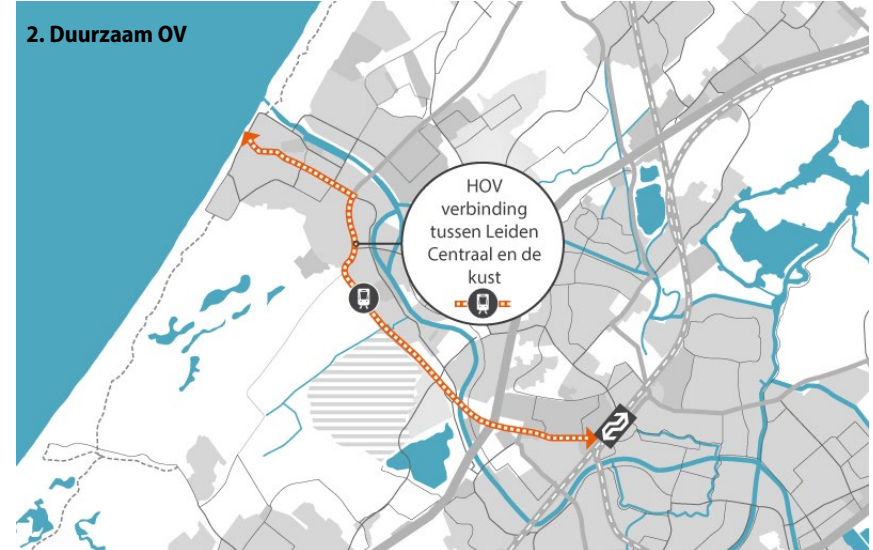 2. Duurzaam OV
HOV
verbinding
tussen Leiden
Centraal en de
kust